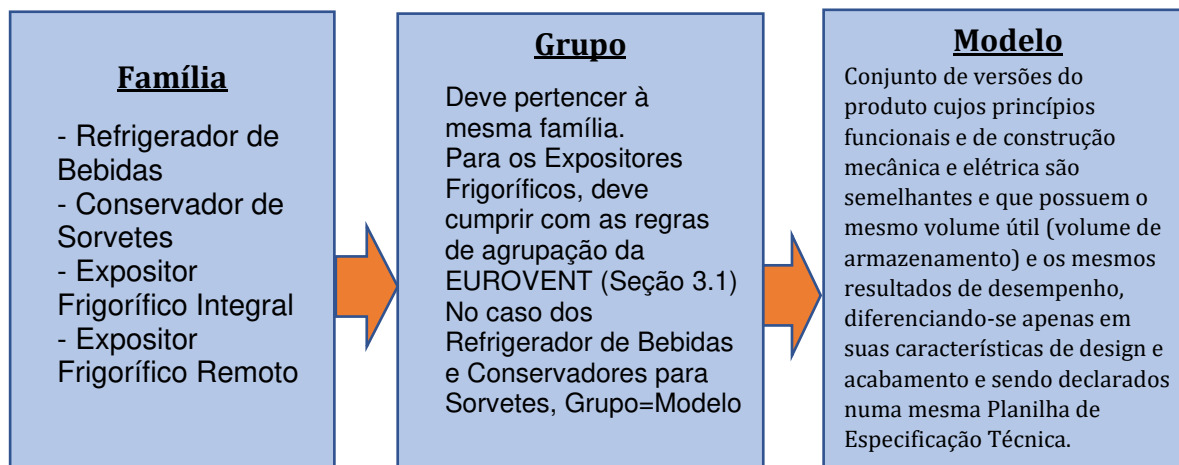 Família
- Refrigerador de
Bebidas
- Conservador de
Sorvetes
- Expositor
Frigorífico Integral
- Expositor
Frigorífico Remoto
Grupo
Deve pertencer à
mesma família.
Para os Expositores
Frigoríficos, deve
cumprir com as regras
de agrupação da
EUROVENT (Seção 3.1)
No caso dos
Refrigerador de Bebidas
e Conservadores para
Sorvetes, Grupo=Modelo
Modelo
Conjunto de versões do
produto cujos princípios
funcionais e de construção
mecânica e elétrica são
semelhantes e que possuem o
mesmo volume útil (volume de
armazenamento) e os mesmos
resultados de desempenho,
diferenciando-se apenas em
suas características de design e
acabamento e sendo declarados
numa mesma Planilha de
Especificação Técnica.